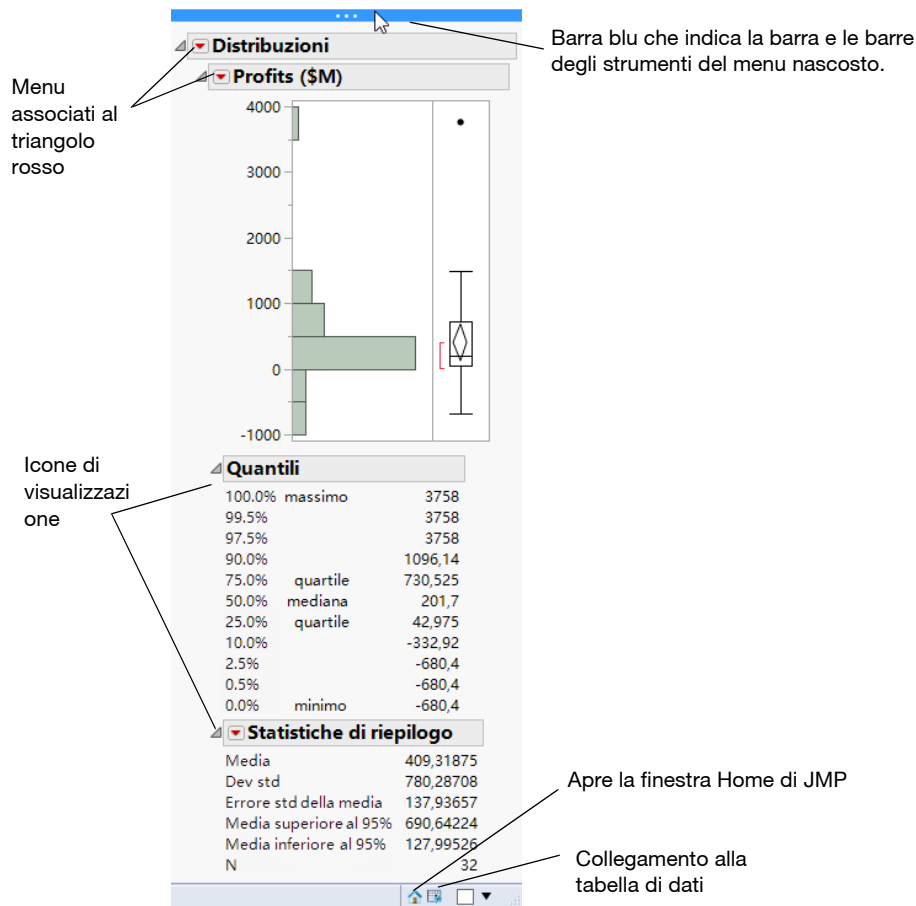 Barra blu che indica la barra e le barre
degli strumenti del menu nascosto.
Menu
associati al
triangolo
rosso
Distribuzioni
Profits ($M)
4000
3000
2000
1000
0
-1000
Icone di
visualizzazi
one
Quantili
100.0% massimo 3758
99.5% 3758
97.5% 3758
90.0% 1096,14
75.0% quartile 730,525
50.0% mediana 201,7
25.0% quartile 42,975
10.0% -332,92
2.5% -680,4
0.5% -680,4
0.0% minimo -680,4
Statistiche di riepilogo
Media 409,31875
Dev std 780,28708
Errore std della media 137,93657
Media superiore al 95% 690,64224
Media inferiore al 95% 127,99526
N 32
Apre la finestra Home di JMP
Collegamento alla
tabella di dati